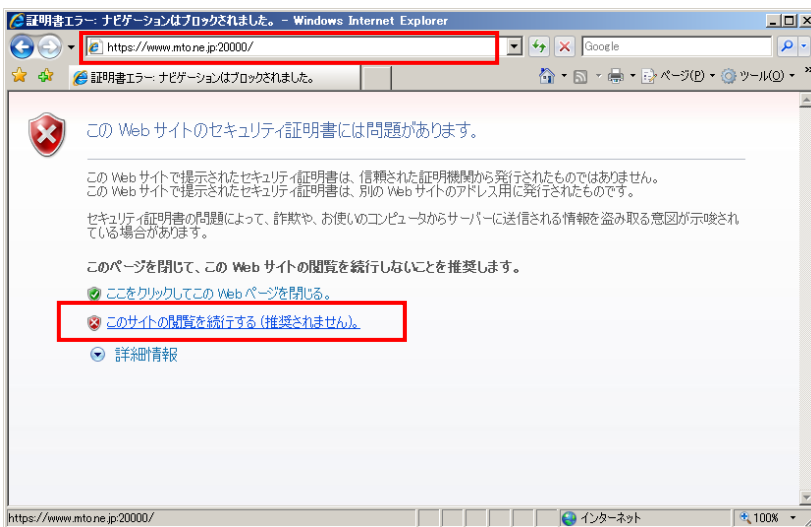 証明書エラー: ナビゲーションはブロックされました。 - Windows Internet Explorer
https://www.mto.ne.jp:20000/
Google
証明書エラー: ナビゲーションはブロックされました。
ページ(P)
ツール(O)
この Web サイトのセキュリティ証明書には問題があります。
この Web サイトで提示されたセキュリティ証明書は、信頼された証明機関から発行されたものではありません。
この Web サイトで提示されたセキュリティ証明書は、別の Web サイトのアドレス用に発行されたものです。
セキュリティ証明書の問題によって、詐欺や、お使いのコンピュータからサーバーに送信される情報を盗み取る意図が示唆され
ている場合があります。
このページを閉じて、この Web サイトの閲覧を続行しないことを推奨します。
ここをクリックしてこの Web ページを閉じる。
このサイトの閲覧を続行する (推奨されません)。
詳細情報
https://www.mto.ne.jp:20000/
インターネット
100%